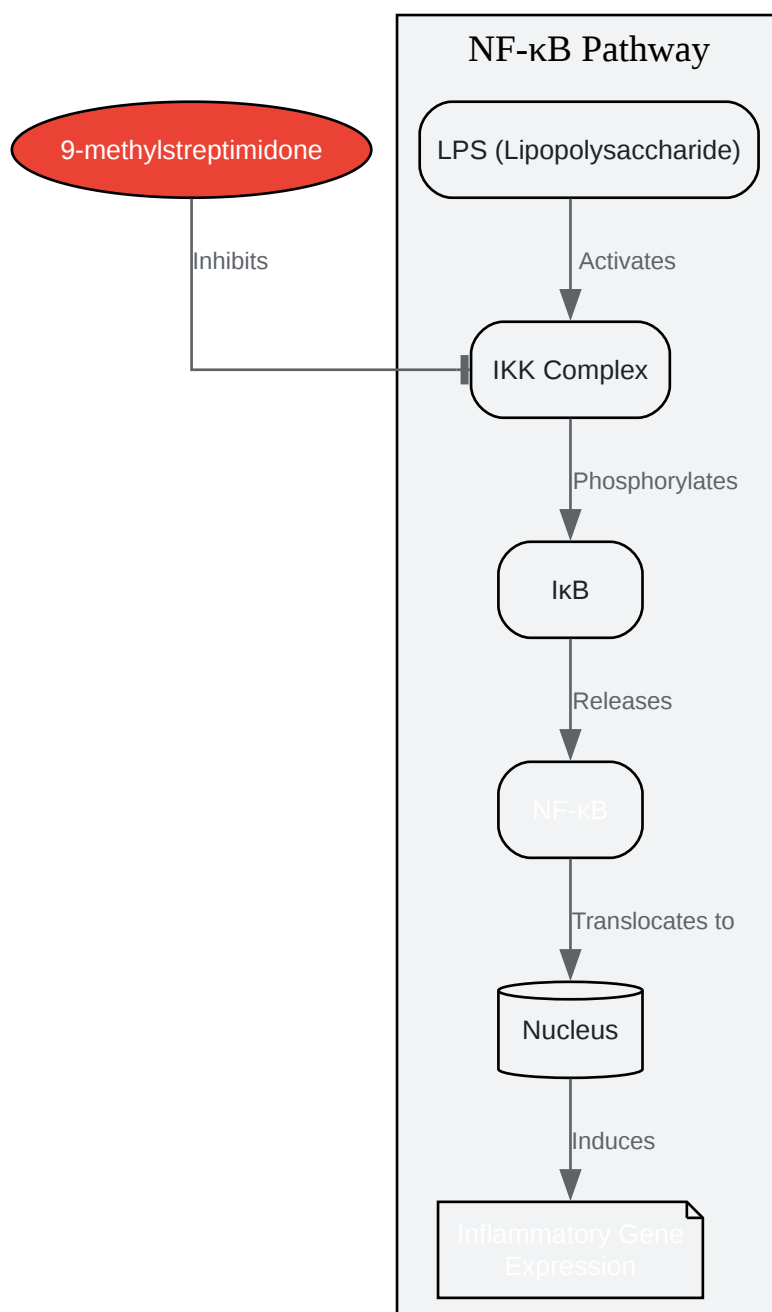 NF-κB Pathway
9-methylstreptimidone
LPS (Lipopolysaccharide)
Inhibits
Activates
IKK Complex
Phosphorylates
IκB
Releases
NF-κB
Translocates to
Nucleus
Induces
Inflammatory Gene
Expression